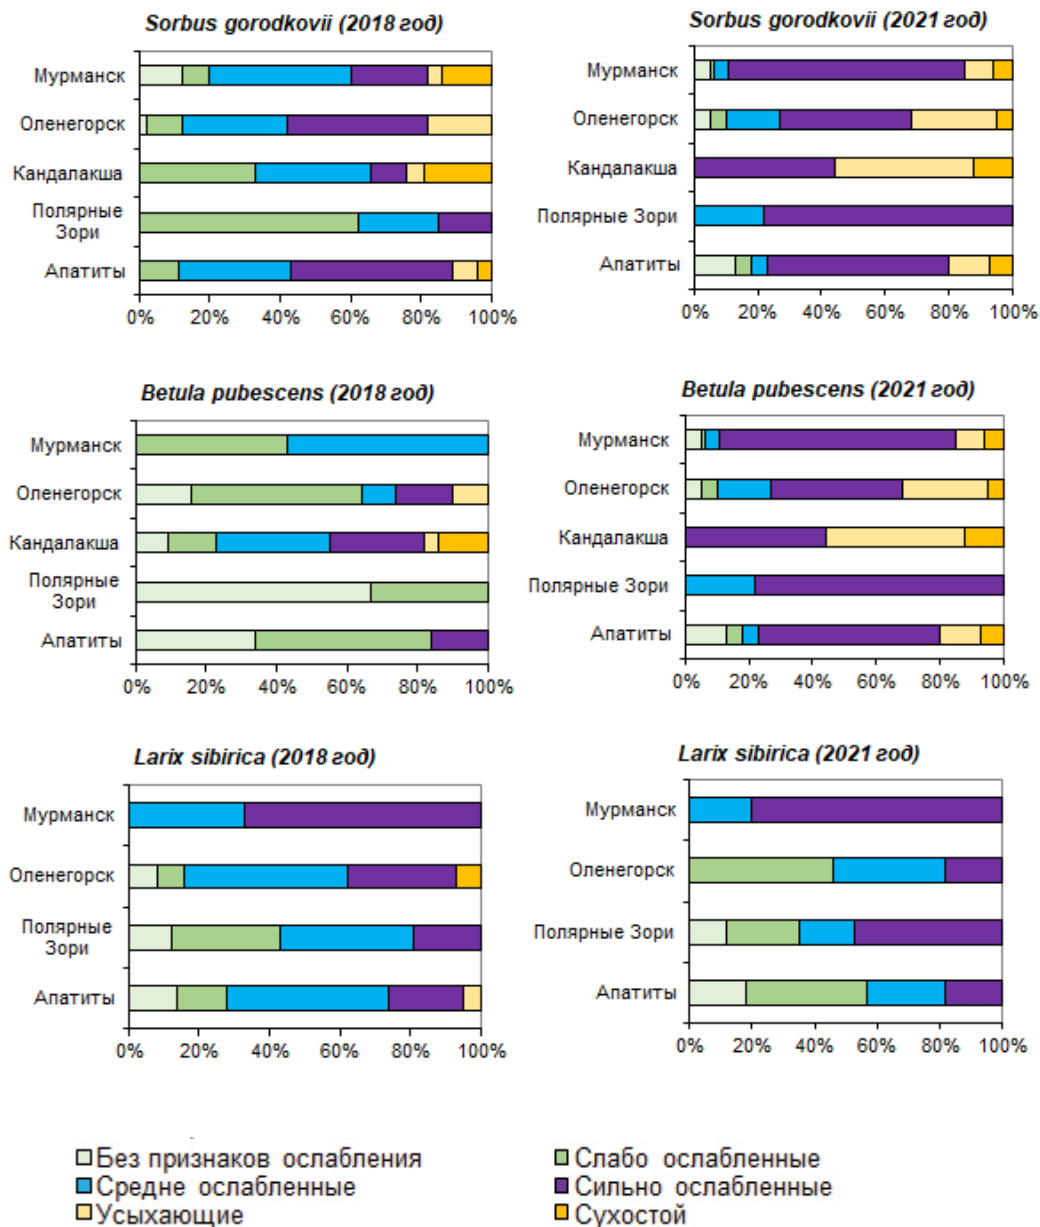 Sorbus gorodkovii (2018 год)
Мурманск
Оленегорск
Кандалакша
Полярные
Зори
Апатиты
0% 20% 40% 60% 80% 100%
Sorbus gorodkovii (2021 год)
Мурманск
Оленегорск
Кандалакша
Полярные Зори
Апатиты
0% 20% 40% 60% 80% 100%
Betula pubescens (2018 год)
Мурманск
Оленегорск
Кандалакша
Полярные
Зори
Апатиты
0% 20% 40% 60% 80% 100%
Betula pubescens (2021 год)
Мурманск
Оленегорск
Кандалакша
Полярные Зори
Апатиты
0% 20% 40% 60% 80% 100%
Larix sibirica (2018 год)
Мурманск
Оленегорск
Полярные
Зори
Апатиты
0% 20% 40% 60% 80% 100%
Larix sibirica (2021 год)
Мурманск
Оленегорск
Полярные Зори
Апатиты
0% 20% 40% 60% 80% 100%
Без признаков ослабления
Слабо ослабленные
Средне ослабленные
Сильно ослабленные
Усыхающие
Сухостой